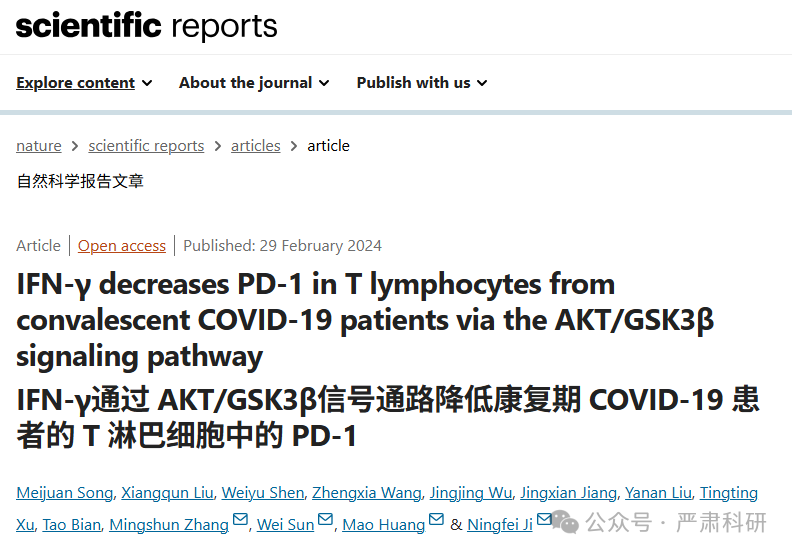 scientific reports
Explore content About the journal Publish with us
nature > scientific reports > articles > article
自然科学报告文章
Article | Open access | Published: 29 February 2024
IFN-γ decreases PD-1 in T lymphocytes from
convalescent COVID-19 patients via the AKT/GSK3β
signaling pathway
IFN-γ通过 AKT/GSK3β信号通路降低康复期 COVID-19 患
者的 T 淋巴细胞中的 PD-1
Meijuan Song, Xiangqun Liu, Weiyu Shen, Zhengxia Wang, Jingjing Wu, Jingxian Jiang, Yanan Liu, Tingting
Xu, Tao Bian, Mingshun Zhang, Wei Sun, Mao Huang & Ningfei Ji 公众号 · 严肃科研